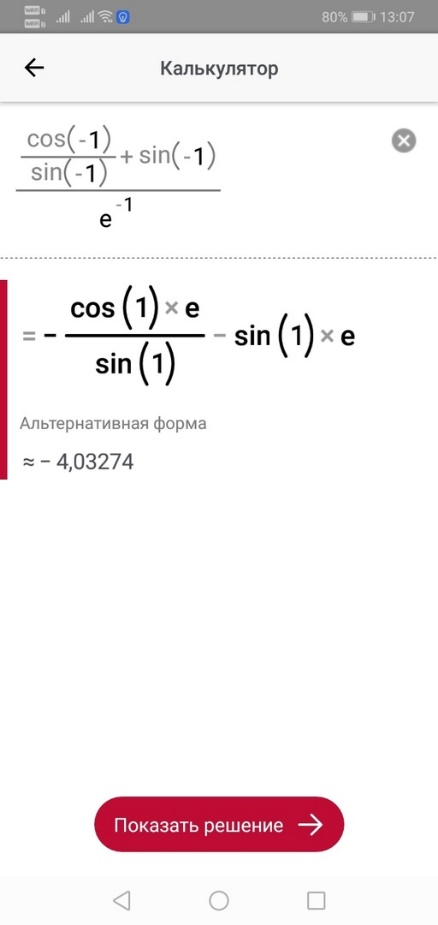 80% 13:07
Калькулятор
cos(-1)
sin(-1)
+ sin(-1)
e
-1
= - cos(1) × e
sin(1)
- sin(1) × e
Альтернативная форма
≈ - 4,03274
Показать решение